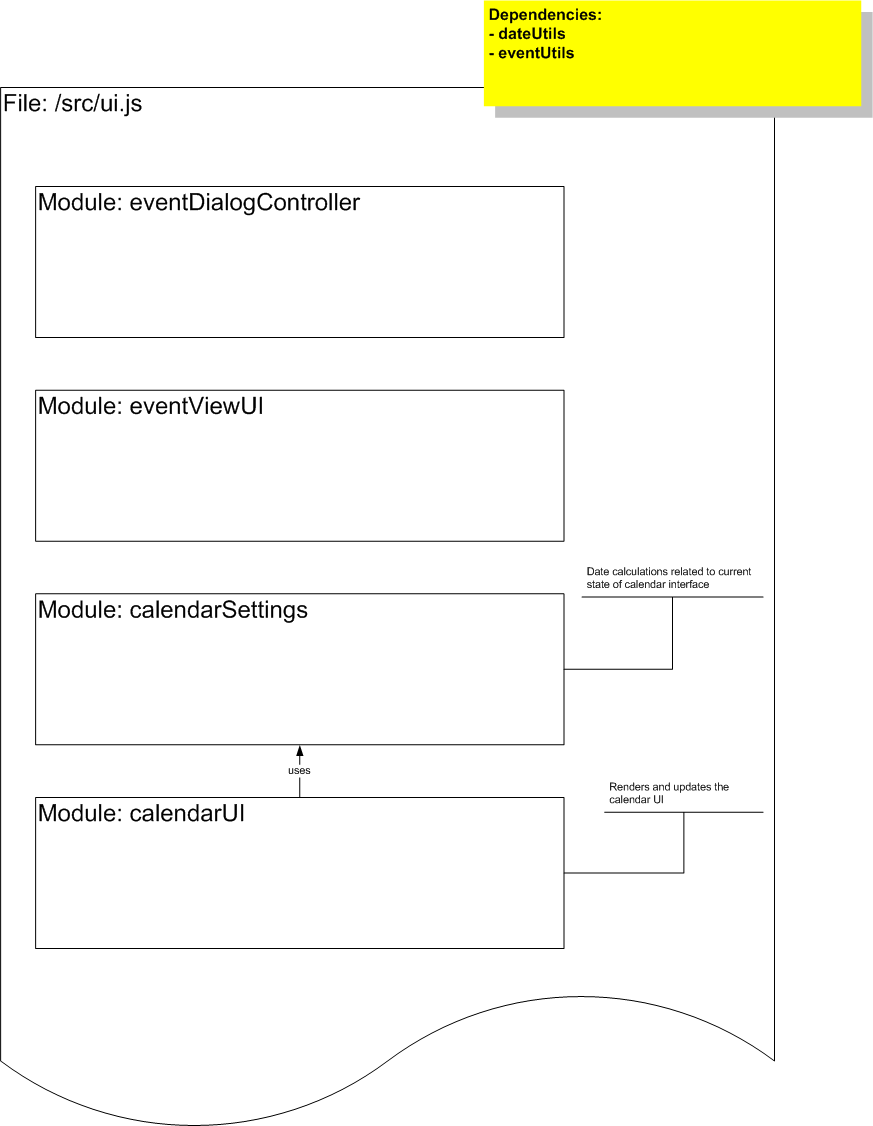 Dependencies:
- dateUtils
- eventUtils
File: /src/ui.js
Module: eventDialogController
Module: eventViewUI
Date calculations related to current
state of calendar interface
Module: calendarSettings
uses
Renders and updates the
calendar UI
Module: calendarUI